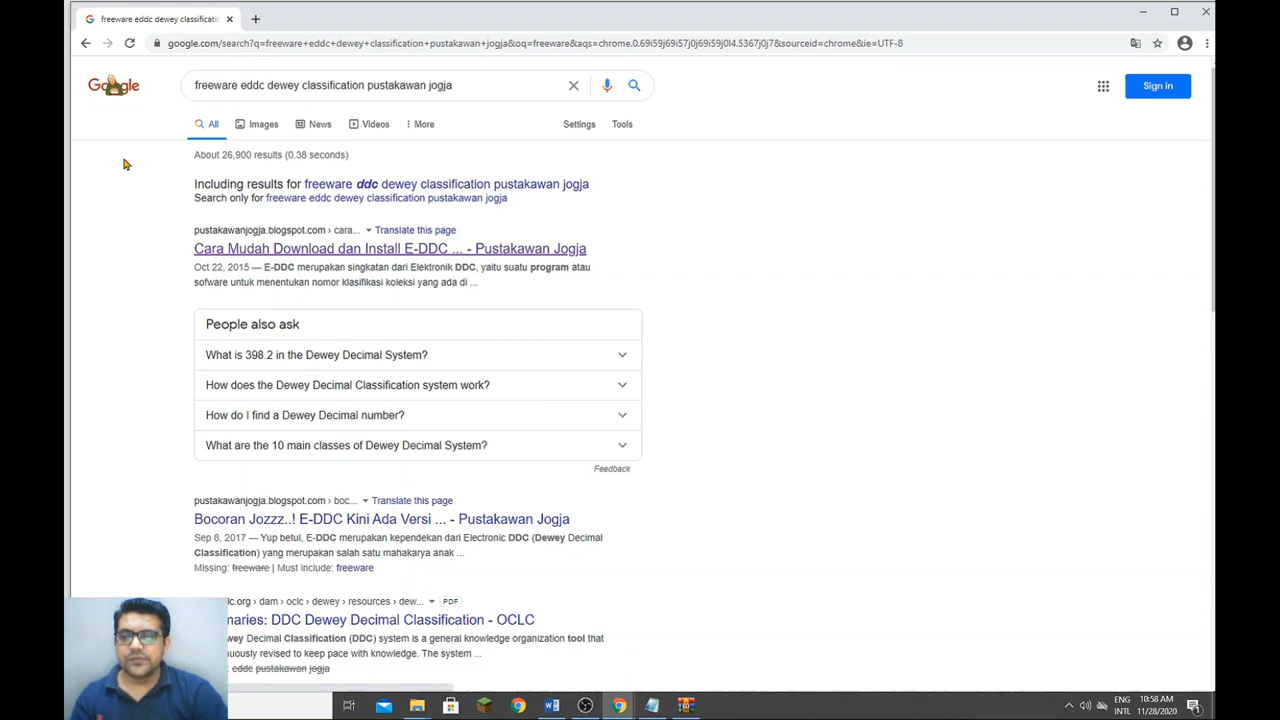 freeware eddc dewey classificatio
google.com/search?q=freeware+eddc+dewey+classification+pustakawan+jogja&oq=freeware&aqs=chrome.0.69i59j69i57j0j69i59j0l4.5367j0j7&sourceid=chrome&ie=UTF-8
Google
freeware eddc dewey classification pustakawan jogja
Sign in
All Images News Videos More Settings Tools
About 26,900 results (0.38 seconds)
Including results for freeware ddc dewey classification pustakawan jogja
Search only for freeware eddc dewey classification pustakawan jogja
pustakawanjogja.blogspot.com › cara... Translate this page
Cara Mudah Download dan Install E-DDC ... - Pustakawan Jogja
Oct 22, 2015 — E-DDC merupakan singkatan dari Elektronik DDC, yaitu suatu program atau
sofware untuk menentukan nomor klasifikasi koleksi yang ada di ...
People also ask
What is 398.2 in the Dewey Decimal System?
How does the Dewey Decimal Classification system work?
How do I find a Dewey Decimal number?
What are the 10 main classes of Dewey Decimal System?
Feedback
pustakawanjogja.blogspot.com › boc... Translate this page
Bocoran Jozzz..! E-DDC Kini Ada Versi ... - Pustakawan Jogja
Sep 8, 2017 — Yup betul, E-DDC merupakan kependekan dari Electronic DDC (Dewey Decimal
Classification) yang merupakan salah satu mahakarya anak ...
Missing: freeware | Must include: freeware
lc.org › dam › oclc › dewey › resources › dew... PDF
maries: DDC Dewey Decimal Classification - OCLC
wey Decimal Classification (DDC) system is a general knowledge organization tool that
uously revised to keep pace with knowledge. The system ...
: eddc pustakawan jogja
ENG 10:58 AM
INTL 11/28/2020